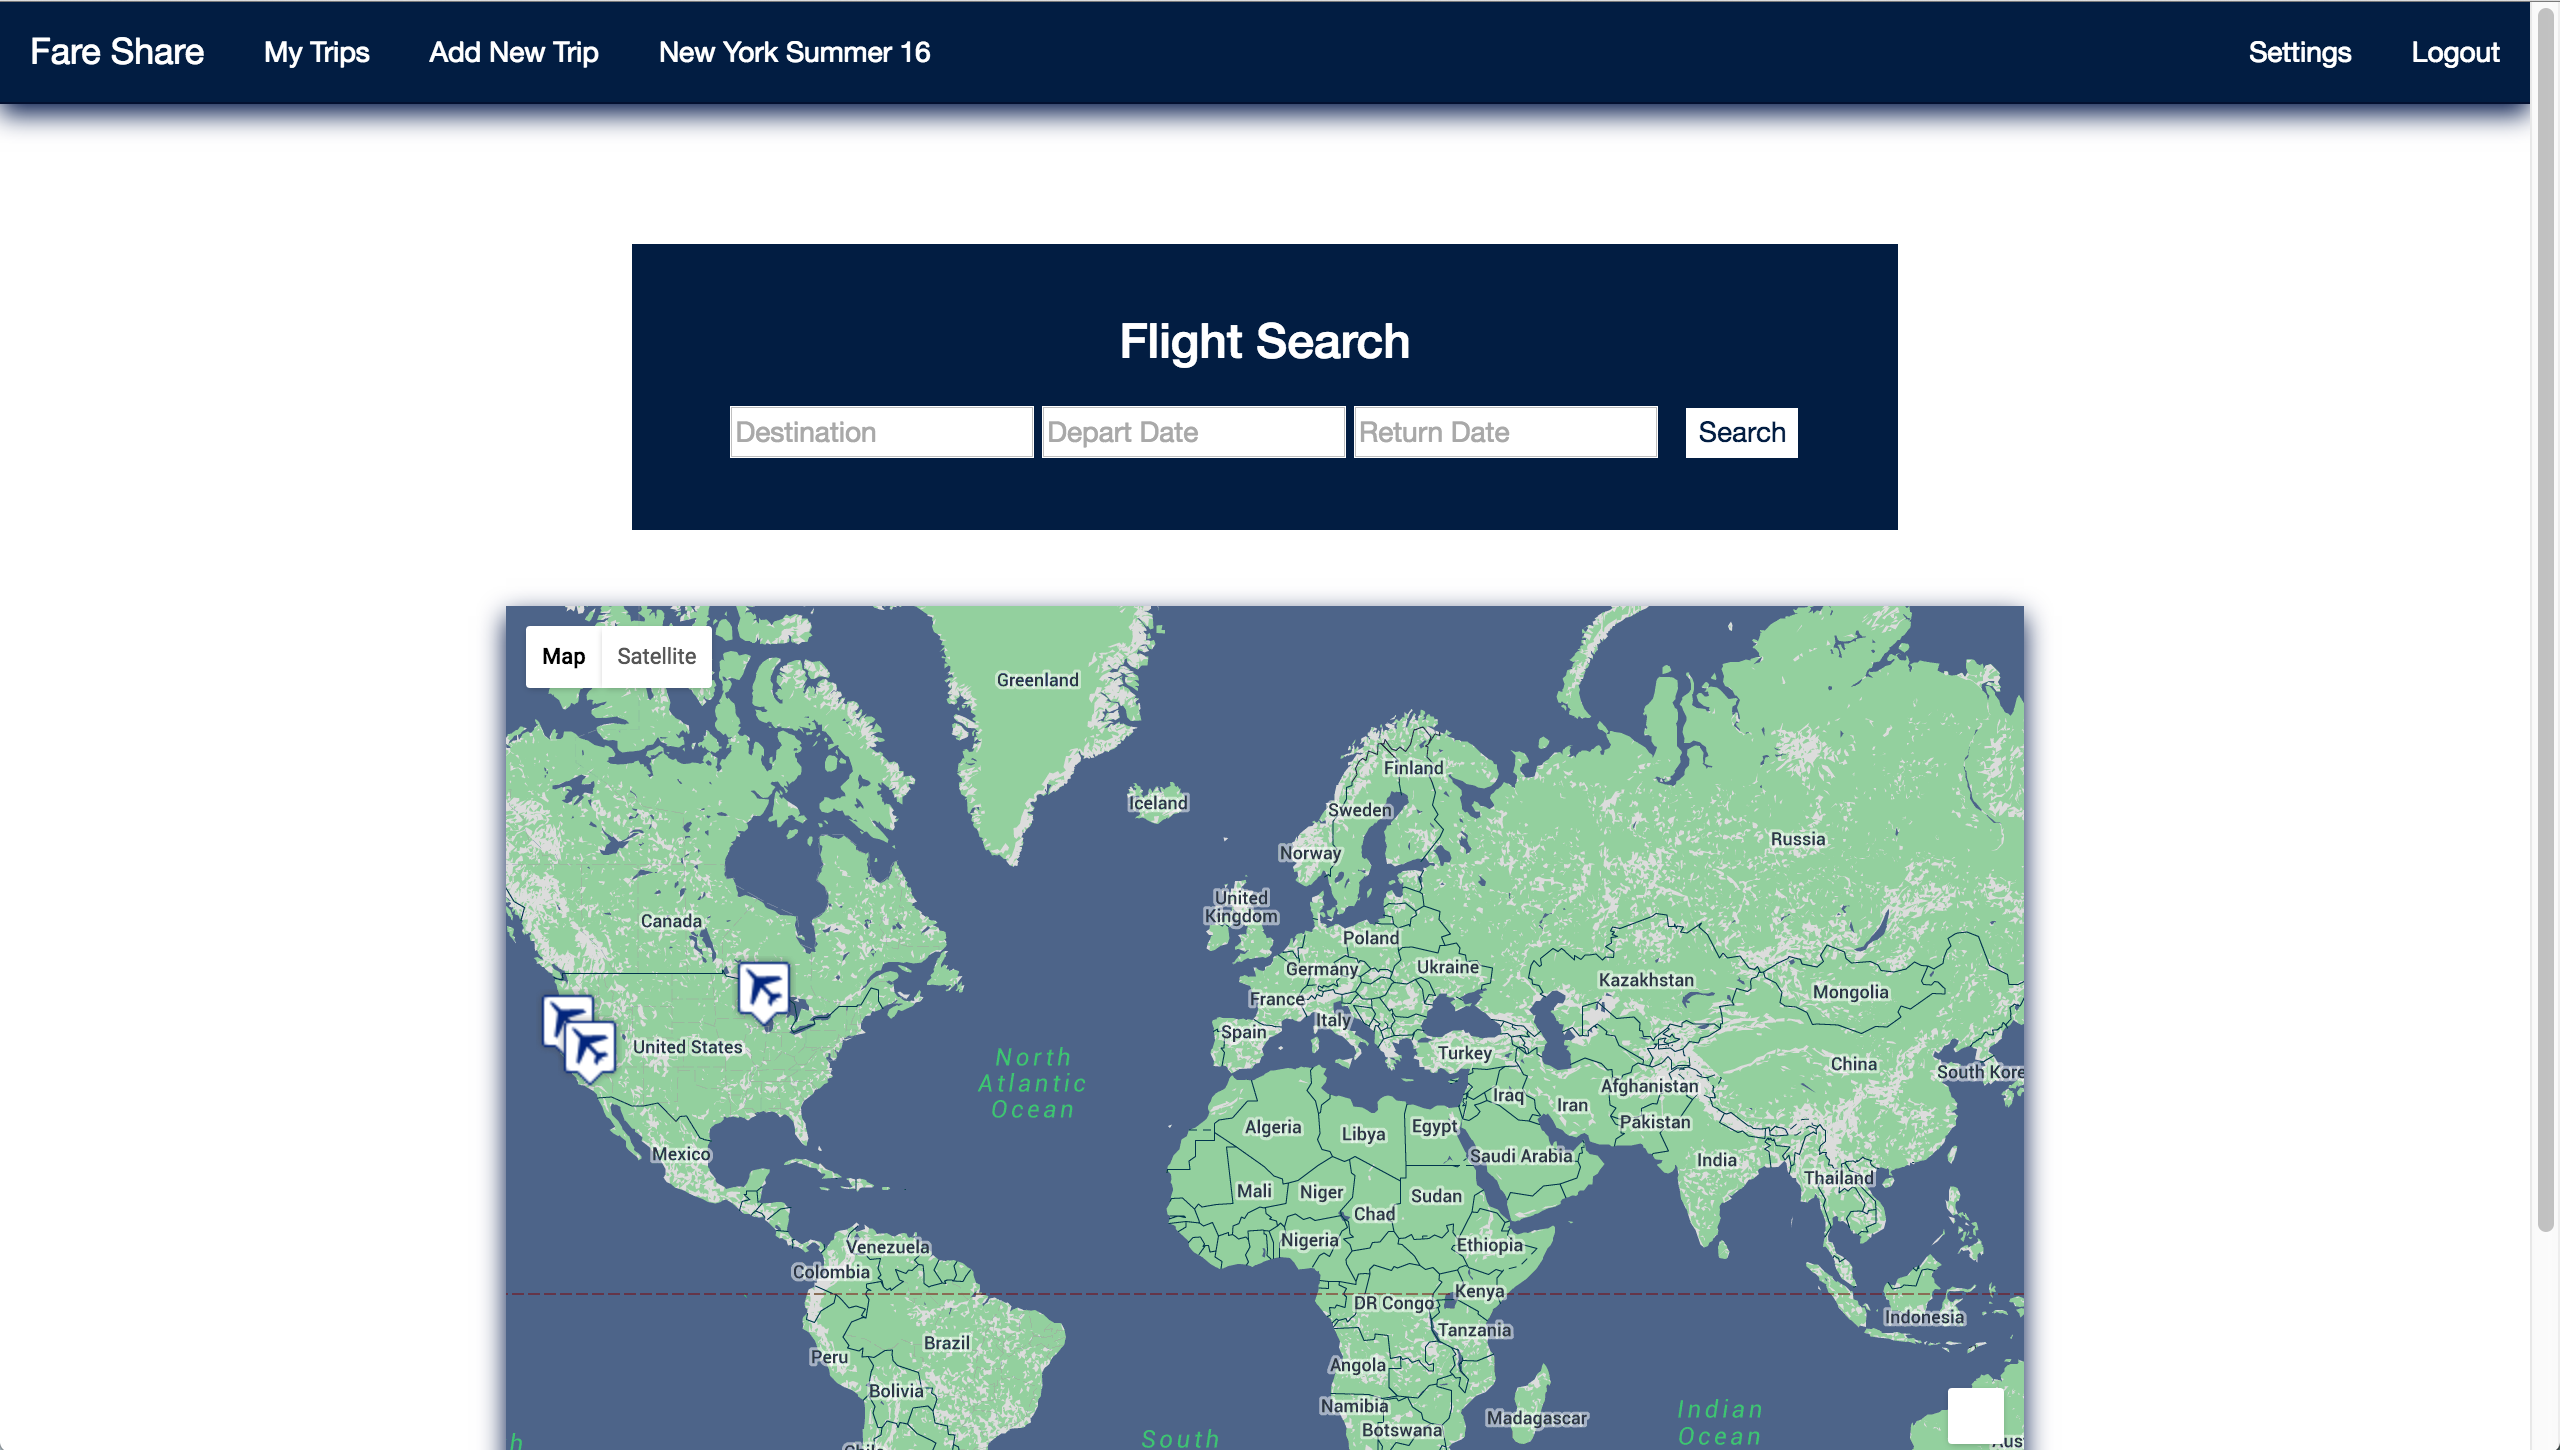 Fare Share My Trips Add New Trip New York Summer 16 Settings Logout
Flight Search
Destination Depart Date Return Date Search
Map Satellite
Greenland
Finland
Iceland
Sweden
Russia
Norway
United
Kingdom
Canada
Poland
Germany
Ukraine
Kazakhstan
Mongolia
France
Italy
Spain
United States
North
Atlantic
Ocean
Turkey
China
South Kore
Afghanistan
Iraq
Iran
Pakistan
Algeria
Libya
Egypt
Mexico
Saudi Arabia
India
Thailand
Mali
Niger
Sudan
Chad
Nigeria
Ethiopia
Venezuela
Colombia
Kenya
DR Congo
Indonesia
Tanzania
Brazil
Peru
Angola
Bolivia
Namibia
Madagascar
Indian
Ocean
Botswana
South
h
Chile
Aust